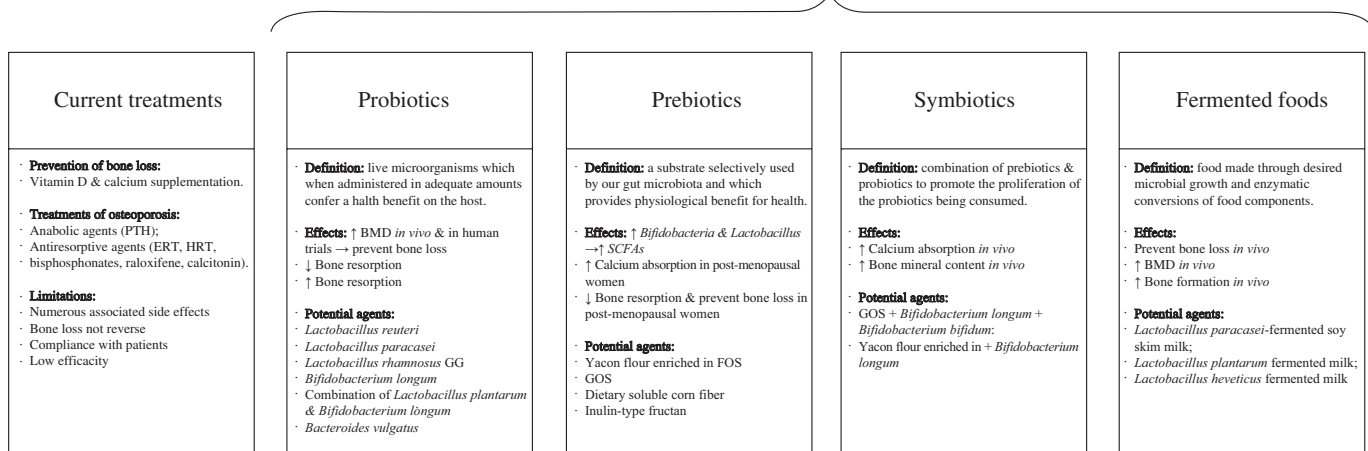 Current treatments
· Prevention of bone loss:
· Vitamin D & calcium supplementation.
· Treatments of osteoporosis:
· Anabolic agents (PTH);
· Antiresorptive agents (ERT, HRT,
· bisphosphonates, raloxifene, calcitonin).
· Limitations:
· Numerous associated side effects
· Bone loss not reverse
· Compliance with patients
· Low efficacity
Probiotics
· Definition: live microorganisms which
when administered in adequate amounts
confer a halth benefit on the host.
· Effects: ↑ BMD in vivo & in human
trials → prevent bone loss
· ↓ Bone resorption
· ↑ Bone resorption
· Potential agents:
· Lactobacillus reuteri
· Lactobacillus paracasei
· Lactobacillus rhamnosus GG
· Bifidobacterium longum
· Combination of Lactobacillus plantarum
· & Bifidobacterium lòngum
· Bacteroides vulgatus
Prebiotics
· Definition: a substrate selectively used
by our gut microbiota and which
provides physiological benefit for health.
· Effects: ↑ Bifidobacteria & Lactobacillus
→↑ SCFAs
· ↑ Calcium absorption in post-menopausal
women
· ↓ Bone resorption & prevent bone loss in
post-menopausal women
· Potential agents:
· Yacon flour enriched in FOS
· GOS
· Dietary soluble corn fiber
· Inulin-type fructan
Symbiotics
· Definition: combination of prebiotics &
probiotics to promote the proliferation of
the probiotics being consumed.
· Effects:
· ↑ Calcium absorption in vivo
· ↑ Bone mineral content in vivo
· Potential agents:
· GOS + Bifidobacterium longum +
Bifidobacterium bifidum:
· Yacon flour enriched in + Bifidobacterium
longum
Fermented foods
· Definition: food made through desired
microbial growth and enzymatic
conversions of food components.
· Effects:
· Prevent bone loss in vivo
· ↑ BMD in vivo
· ↑ Bone formation in vivo
· Potential agents:
· Lactobacillus paracasei-fermented soy
skim milk;
· Lactobacillus plantarum fermented milk;
· Lactobacillus heveticus fermented milk